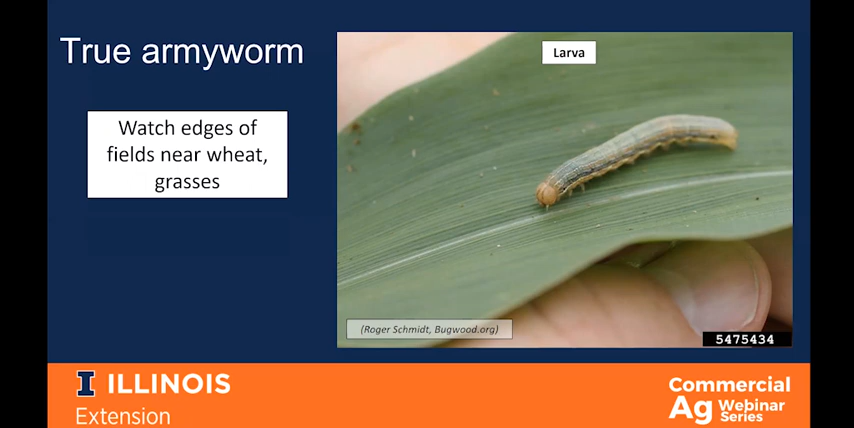 True armyworm
Watch edges of
fields near wheat,
grasses
Larva
(Roger Schmidt, Bugwood.org)
5475434
I ILLINOIS
Extension
Commercial
Ag Webinar
Series